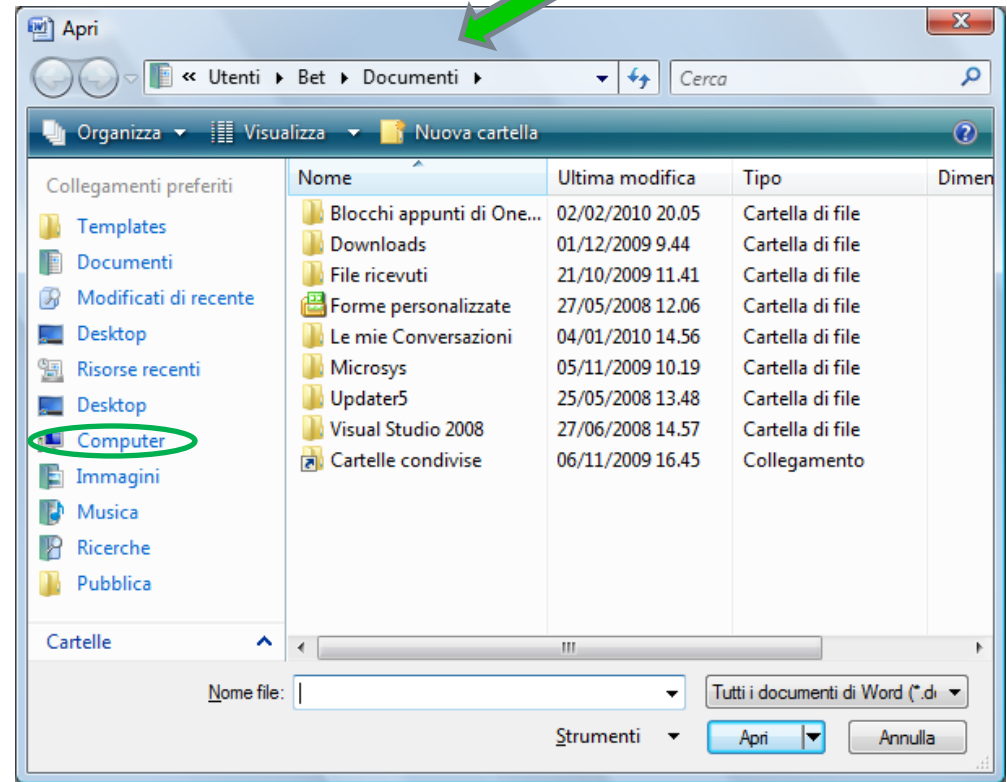 Apri
« Utenti ▸ Bet ▸ Documenti ▸ Cerca
Organizza Visualizza Nuova cartella
Collegamenti preferiti
Templates
Documenti
Modificati di recente
Desktop
Risorse recenti
Desktop
Computer
Immagini
Musica
Ricerche
Pubblica
Cartelle
Nome Ultima modifica Tipo Dimen
Blocchi appunti di One... 02/02/2010 20.05 Cartella di file
Downloads 01/12/2009 9.44 Cartella di file
File ricevuti 21/10/2009 11.41 Cartella di file
Forme personalizzate 27/05/2008 12.06 Cartella di file
Le mie Conversazioni 04/01/2010 14.56 Cartella di file
Microsys 05/11/2009 10.19 Cartella di file
Updater5 25/05/2008 13.48 Cartella di file
Visual Studio 2008 27/06/2008 14.57 Cartella di file
Cartelle condivise 06/11/2009 16.45 Collegamento
Nome file: Tutti i documenti di Word (*.d
Strumenti Apri Annulla